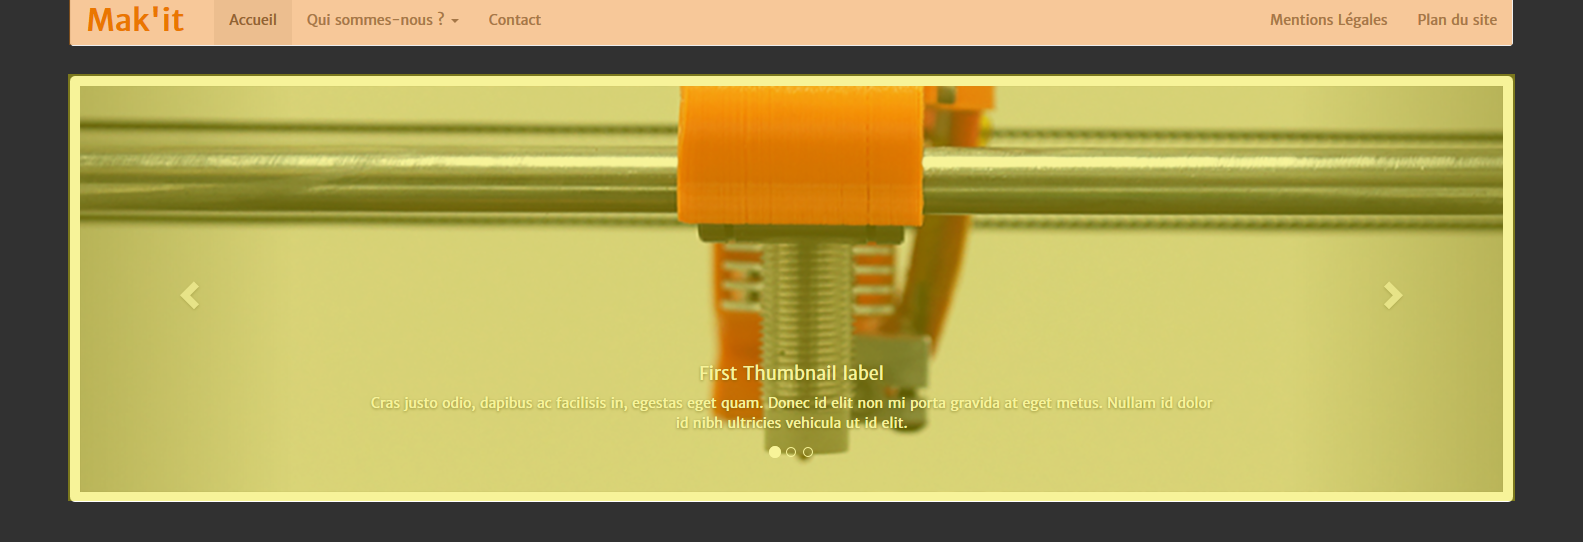 Mak'it Accueil Qui sommes-nous ? Contact Mentions Légales Plan du site
First Thumbnail label
Cras justo odio, dapibus ac facilisis in, egestas eget quam. Donec id elit non mi porta gravida at eget metus. Nullam id dolor
id nibh ultricies vehicula ut id elit.